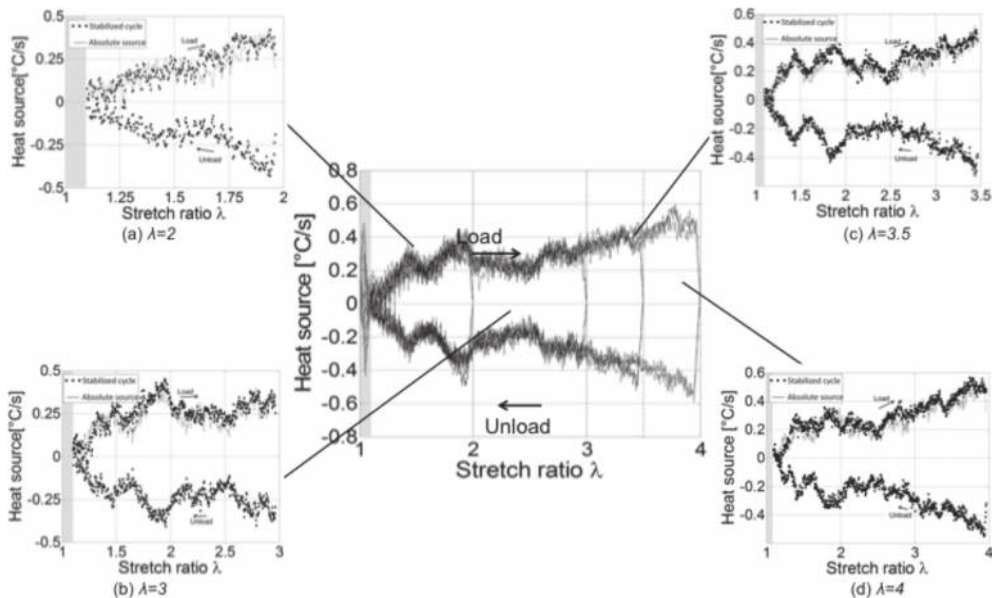 0.5
Stabilized cycle
Absolute source
Load
0.25
0
-0.25
-0.5
Unload
Heat source[°C/s]
1
1.25
1.5
1.75
2
Stretch ratio λ
(a) λ=2
0.6
Stabilized cycle
Absolute source
Load
0.4
0.2
0
-0.2
-0.4
Unload
Heat source[°C/s]
1
1.5
2
2.5
3
3.5
Stretch ratio λ
(c) λ=3.5
0.8
0.6
0.4
0.2
0
-0.2
-0.4
-0.6
-0.8
Load
Unload
Heat source [°C/s]
1
2
3
4
Stretch ratio λ
0.5
Stabilized cycle
Absolute source
Load
0.25
0
-0.25
-0.5
Unload
Heat source[°C/s]
1
1.5
2
2.5
3
Stretch ratio λ
(b) λ=3
0.6
Stabilized cycle
Absolute source
Load
0.4
0.2
0
-0.2
-0.4
Unload
Heat source [°C/s]
1
2
3
4
Stretch ratio λ
(d) λ=4